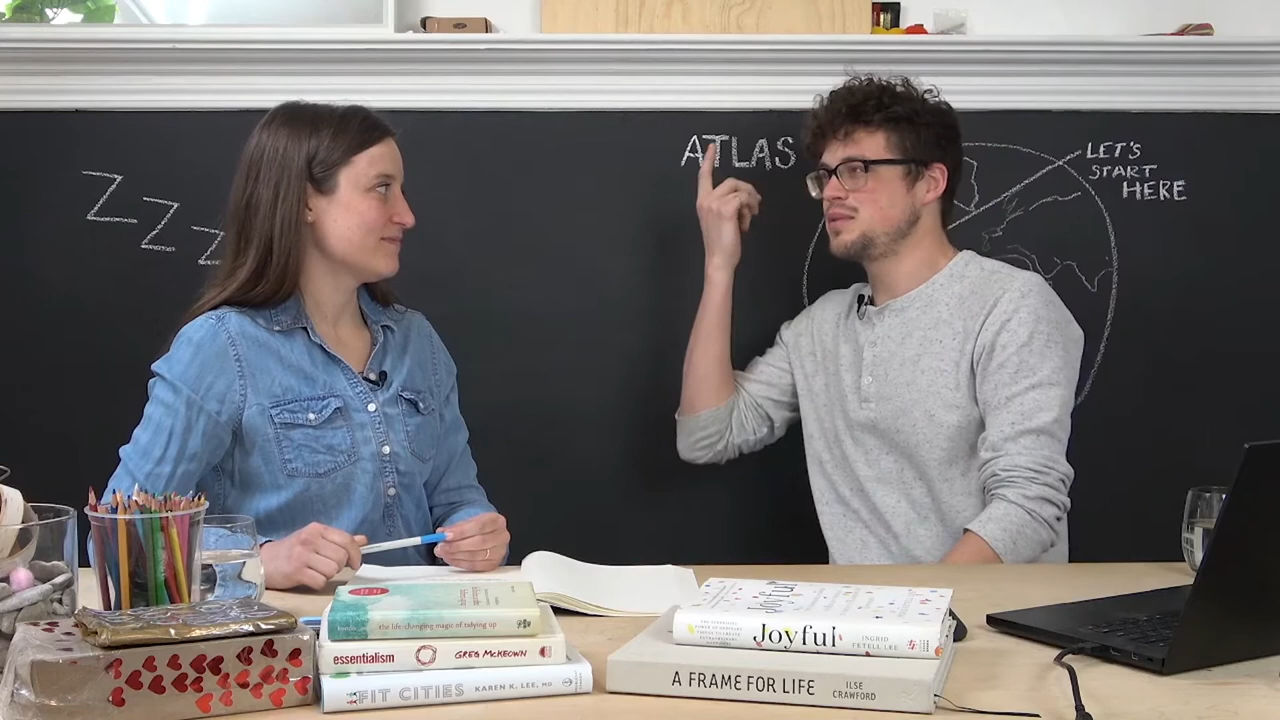 ZZZ
ATLAS
LET'S
START
HERE
the life-changing magic of tidying up
essentialism GREG MCKEOWN
FIT CITIES KAREN K. LEE, MD
Joyful
Joyful INGRID
FETELL LEE
A FRAME FOR LIFE ILSE
CRAWFORD